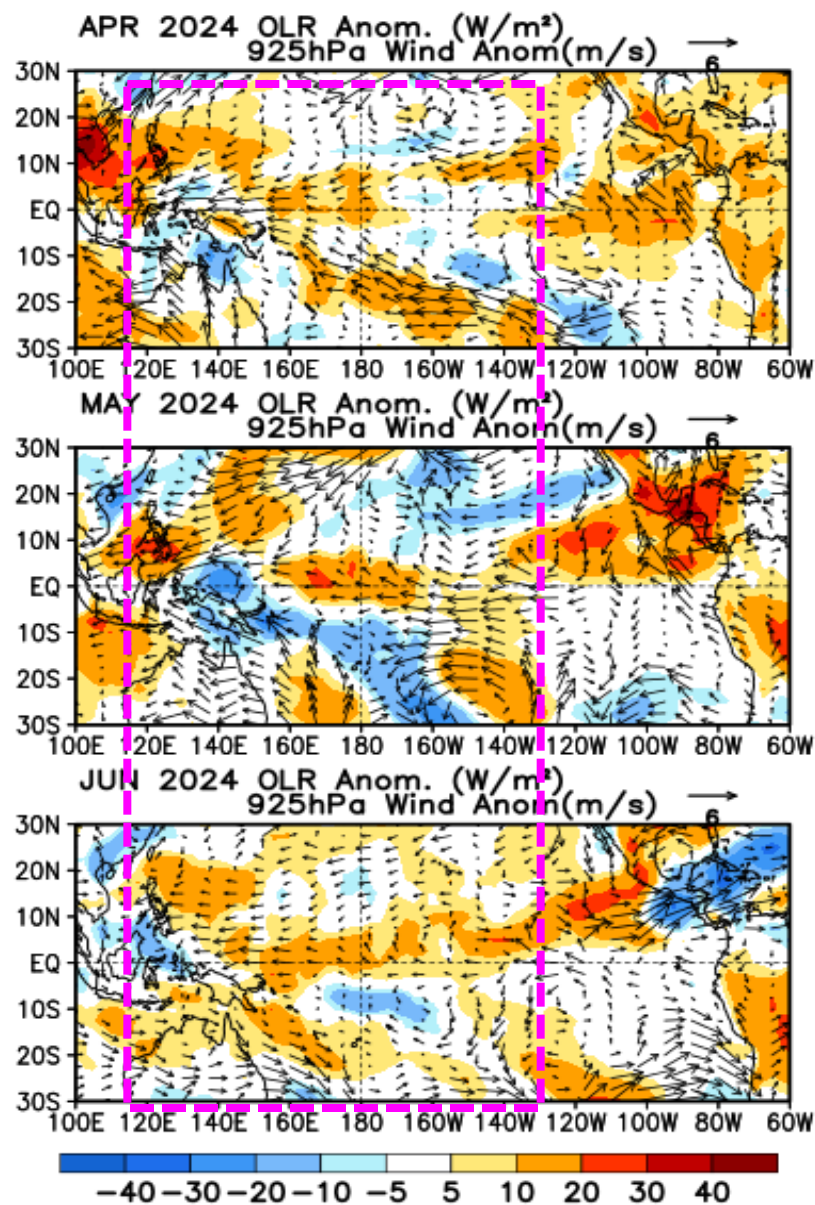 APR 2024 OLR Anom. (W/m²)
925hPa Wind Anom(m/s)
6
30N
20N
10N
EQ
10S
20S
30S
100E 120E 140E 160E 180 160W 140W 120W 100W 80W 60W
MAY 2024 OLR Anom. (W/m²)
925hPa Wind Anom(m/s)
6
30N
20N
10N
EQ
10S
20S
30S
100E 120E 140E 160E 180 160W 140W 120W 100W 80W 60W
JUN 2024 OLR Anom. (W/m²)
925hPa Wind Anom(m/s)
6
30N
20N
10N
EQ
10S
20S
30S
100E 120E 140E 160E 180 160W 140W 120W 100W 80W 60W
-40 -30 -20 -10 -5 5 10 20 30 40